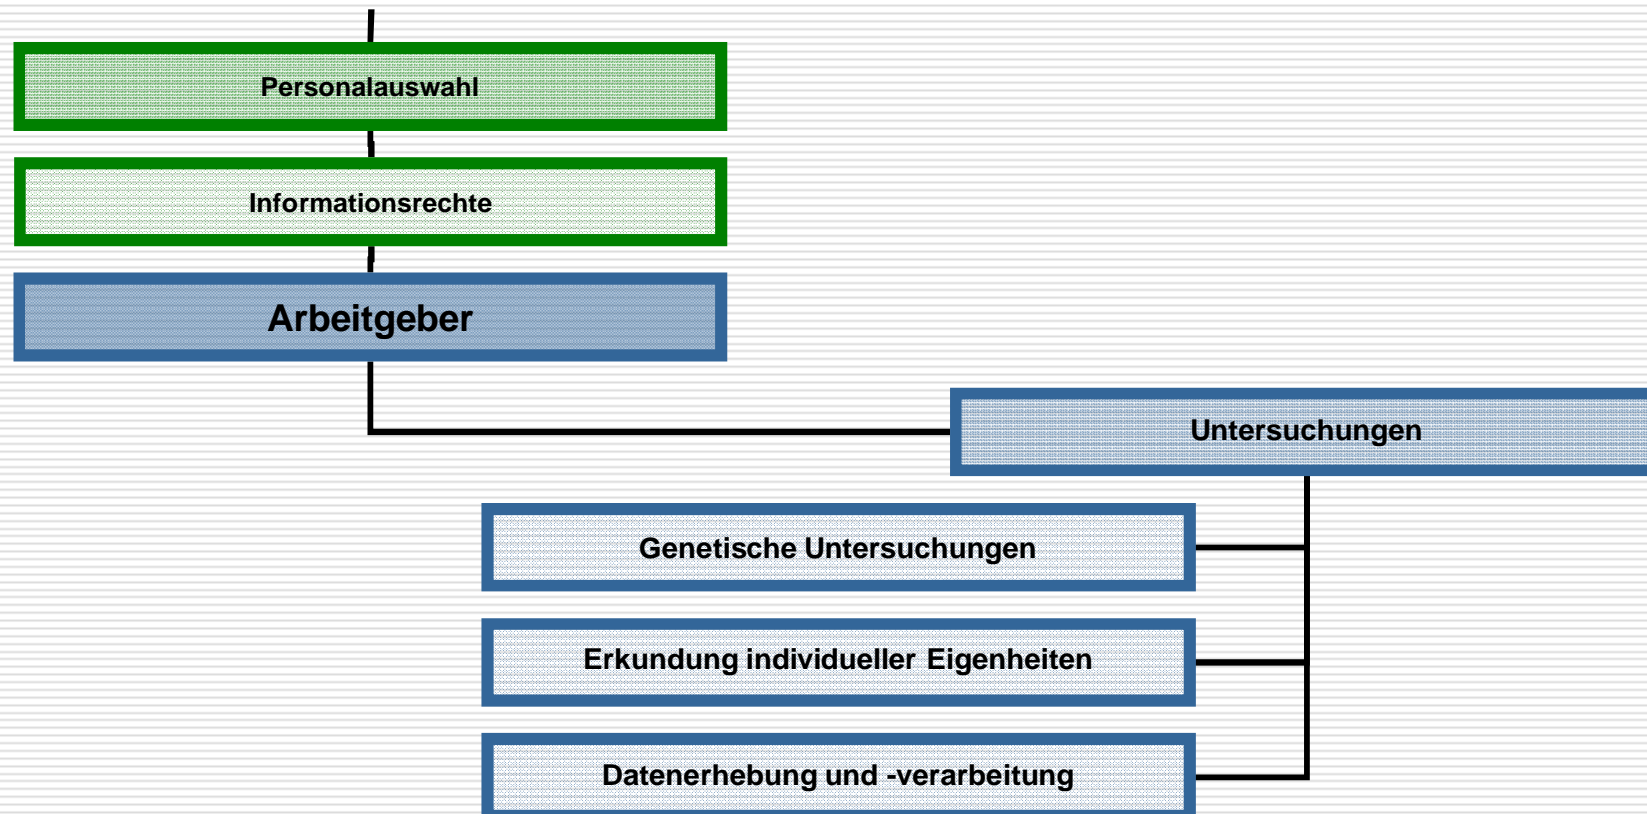 Personalauswahl
Informationsrechte
Arbeitgeber
Untersuchungen
Genetische Untersuchungen
Erkundung individueller Eigenheiten
Datenerhebung und -verarbeitung